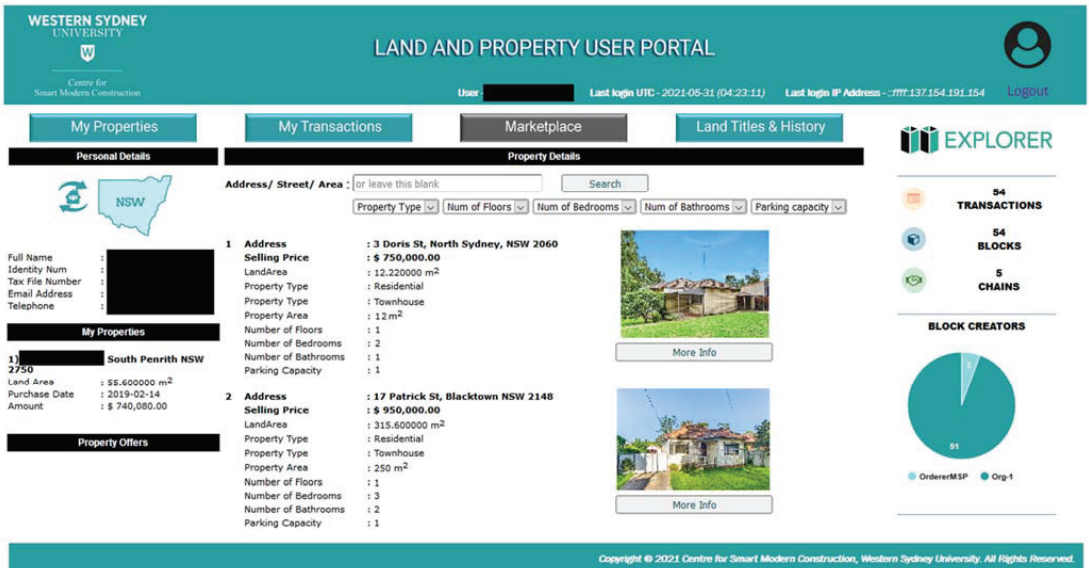 WESTERN SYDNEY
UNIVERSITY
W
Centre for
Smart Modern Construction
LAND AND PROPERTY USER PORTAL
User -
Last login UTC - 2021-05-31 (04:23:11)
Last login IP Address - ::ffff:137.154.191.154
Logout
My Properties
My Transactions
Marketplace
Land Titles & History
Personal Details
NSW
Full Name :
Identity Num :
Tax File Number :
Email Address :
Telephone :
My Properties
1) South Penrith NSW
2750
Land Area : 55.600000 m²
Purchase Date : 2019-02-14
Amount : $ 740,080.00
Property Offers
Property Details
Address/ Street/ Area : or leave this blank Search
Property Type Num of Floors Num of Bedrooms Num of Bathrooms Parking capacity
1 Address : 3 Doris St, North Sydney, NSW 2060
Selling Price : $ 750,000.00
LandArea : 12.220000 m²
Property Type : Residential
Property Type : Townhouse
Property Area : 12m²
Number of Floors : 1
Number of Bedrooms : 2
Number of Bathrooms : 1
Parking Capacity : 1
More Info
2 Address : 17 Patrick St, Blacktown NSW 2148
Selling Price : $ 950,000.00
LandArea : 315.600000 m²
Property Type : Residential
Property Type : Townhouse
Property Area : 250 m²
Number of Floors : 1
Number of Bedrooms : 3
Number of Bathrooms : 2
Parking Capacity : 1
More Info
EXPLORER
54
TRANSACTIONS
54
BLOCKS
5
CHAINS
BLOCK CREATORS
3
51
OrdererMSP Org-1
Copyright © 2021 Centre for Smart Modern Construction, Western Sydney University. All Rights Reserved.